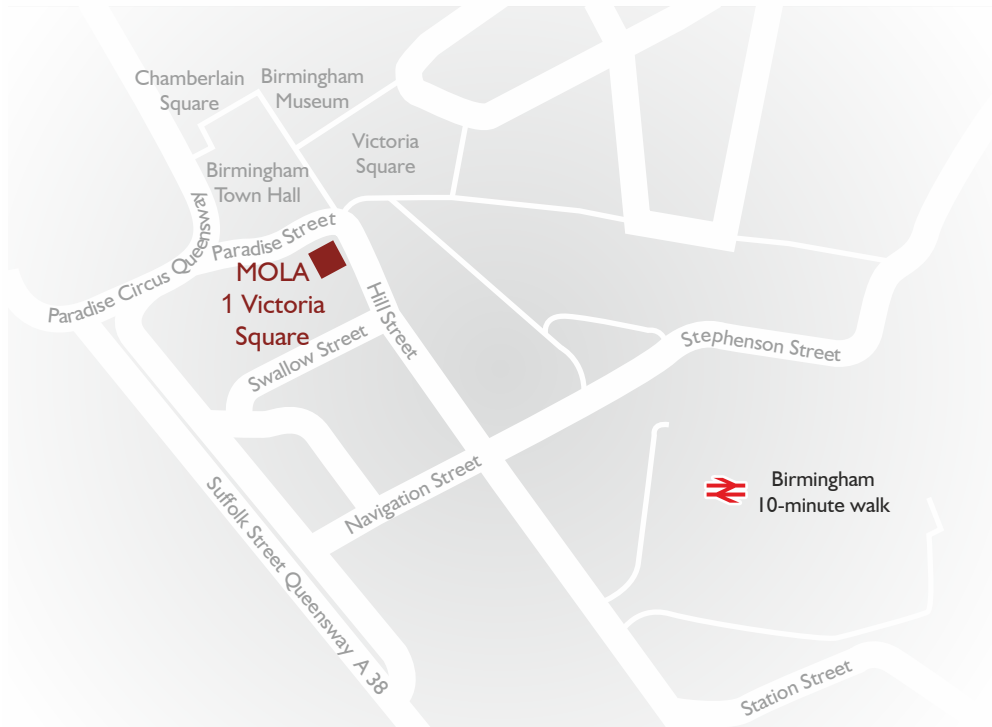 Chamberlain
Square
Birmingham
Museum
Victoria
Square
Birmingham
Town Hall
Paradise Circus Queensway
Paradise Street
MOLA
1 Victoria
Square
Hill Street
Swallow Street
Stephenson Street
Navigation Street
Birmingham
10-minute walk
Suffolk Street Queensway A 38
Station Street